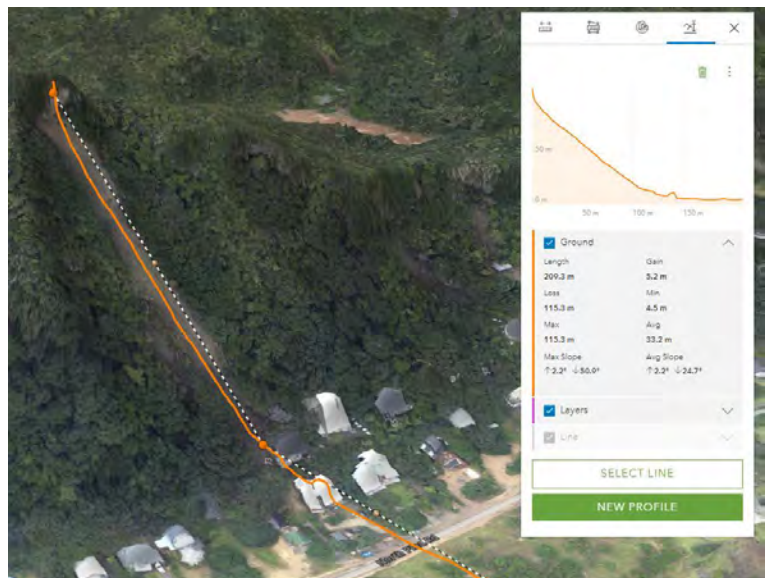 50 m
0 m
50 m
100 m
150 m
Ground
Length
Gain
209.3 m
5.2 m
Loss
Min
115.3 m
4.5 m
Max
Avg
115.3 m
33.2 m
Max Slope
Avg Slope
↑2.2° ↓50.9°
↑2.2° ↓24.7°
Layers
Line
SELECT LINE
NEW PROFILE